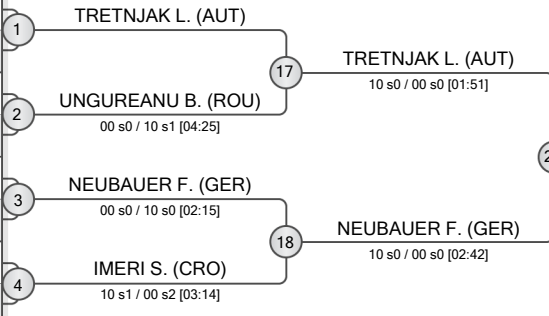 TRETNJAK L. (AUT)
1
17
TRETNJAK L. (AUT)
10 s0 / 00 s0 [01:51]
UNGUREANU B. (ROU)
2
00 s0 / 10 s1 [04:25]
2
NEUBAUER F. (GER)
3
00 s0 / 10 s0 [02:15]
18
NEUBAUER F. (GER)
10 s0 / 00 s0 [02:42]
IMERI S. (CRO)
4
10 s1 / 00 s2 [03:14]